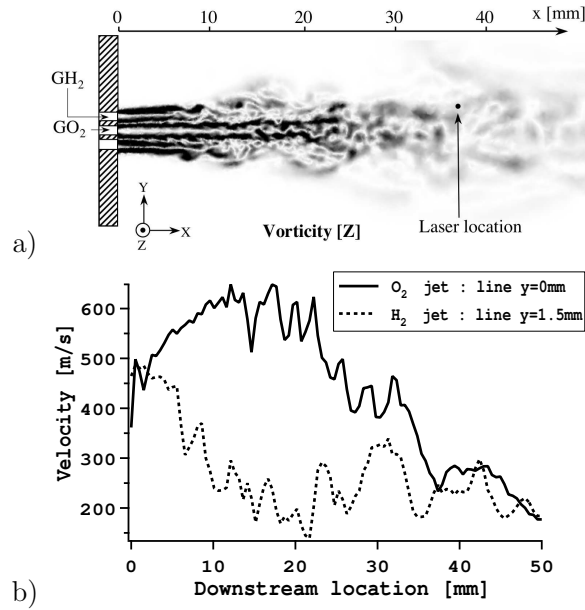 0 10 20 30 40 x [mm]
GH2
GO2
Y
Z X
Vorticity [Z]
Laser location
a)
O2 jet : line y=0mm
H2 jet : line y=1.5mm
Velocity [m/s]
600
500
400
300
200
0 10 20 30 40 50
Downstream location [mm]
b)